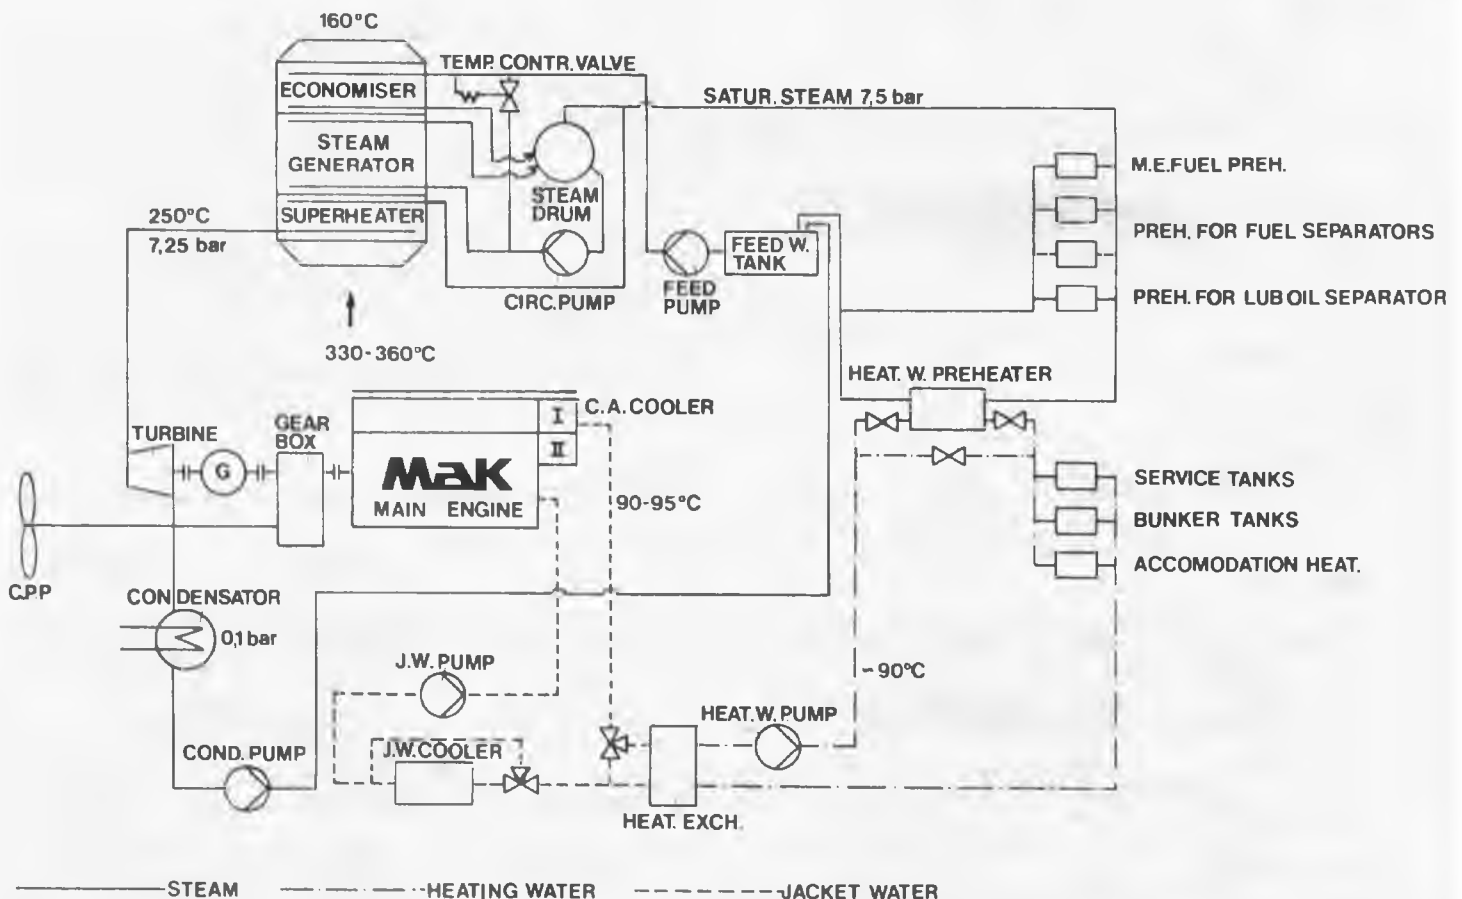 160°C
TEMP. CONTR. VALVE
ECONOMISER
SATUR. STEAM 7,5 bar
STEAM
GENERATOR
M.E. FUEL PREH.
STEAM
DRUM
250°C
SUPERHEATER
7,25 bar
FEED W.
TANK
PREH. FOR FUEL SEPARATORS
CIRC. PUMP
FEED
PUMP
PREH. FOR LUB OIL SEPARATOR
330-360°C
HEAT. W. PREHEATER
C.A. COOLER
I
II
TURBINE
GEAR
BOX
G
MaK
MAIN ENGINE
90-95°C
SERVICE TANKS
BUNKER TANKS
ACCOMODATION HEAT.
C.P.P
CONDENSATOR
0,1 bar
J.W. PUMP
~90°C
HEAT. W. PUMP
COND. PUMP
J.W. COOLER
HEAT. EXCH.
STEAM
HEATING WATER
JACKET WATER